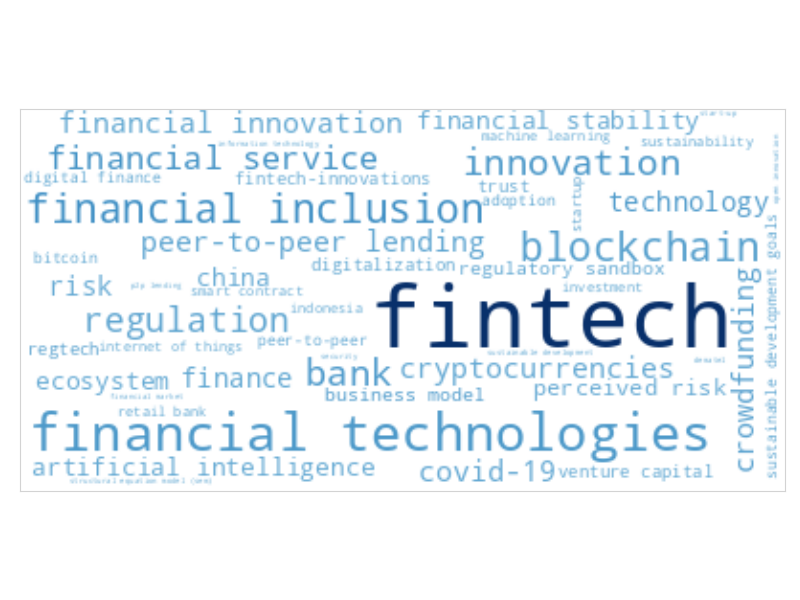 financial innovation
financial stability
start-up
machine learning
information technology
sustainability
financial service
innovation
digital finance
fintech-innovations
trust
startup
adoption
technology
open innovation
financial inclusion
peer-to-peer lending
blockchain
bitcoin
digitalization
regulatory sandbox
risk
p2p lending
china
smart contract
investment
sustainable development goals
indonesia
regulation
fintech
crowdfunding
regtech
internet of things
peer-to-peer
security
sustainable development
ecosystem
finance
bank
cryptocurrencies
financial market
business model
perceived risk
retail bank
financial technologies
artificial intelligence
covid-19
venture capital
structural equation model (sem)